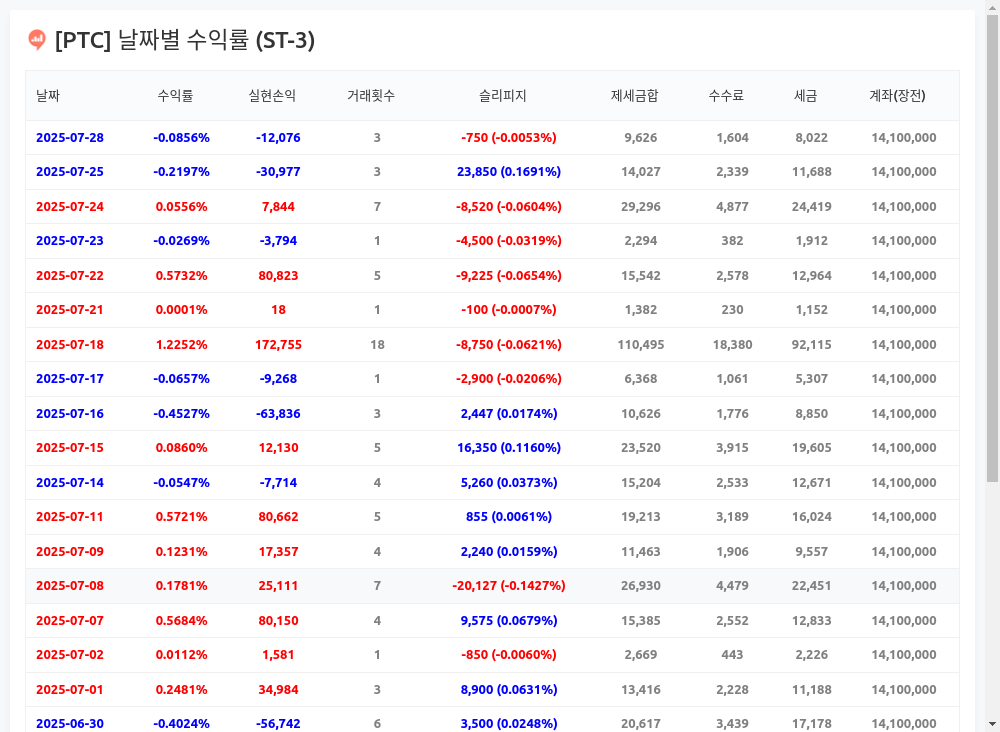 [PTC] 날짜별 수익률 (ST-3)
날짜 수익률 실현손익 거래횟수 슬리피지 제세금합 수수료 세금 계좌(장전)
2025-07-28 -0.0856% -12,076 3 -750 (-0.0053%) 9,626 1,604 8,022 14,100,000
2025-07-25 -0.2197% -30,977 3 23,850 (0.1691%) 14,027 2,339 11,688 14,100,000
2025-07-24 0.0556% 7,844 7 -8,520 (-0.0604%) 29,296 4,877 24,419 14,100,000
2025-07-23 -0.0269% -3,794 1 -4,500 (-0.0319%) 2,294 382 1,912 14,100,000
2025-07-22 0.5732% 80,823 5 -9,225 (-0.0654%) 15,542 2,578 12,964 14,100,000
2025-07-21 0.0001% 18 1 -100 (-0.0007%) 1,382 230 1,152 14,100,000
2025-07-18 1.2252% 172,755 18 -8,750 (-0.0621%) 110,495 18,380 92,115 14,100,000
2025-07-17 -0.0657% -9,268 1 -2,900 (-0.0206%) 6,368 1,061 5,307 14,100,000
2025-07-16 -0.4527% -63,836 3 2,447 (0.0174%) 10,626 1,776 8,850 14,100,000
2025-07-15 0.0860% 12,130 5 16,350 (0.1160%) 23,520 3,915 19,605 14,100,000
2025-07-14 -0.0547% -7,714 4 5,260 (0.0373%) 15,204 2,533 12,671 14,100,000
2025-07-11 0.5721% 80,662 5 855 (0.0061%) 19,213 3,189 16,024 14,100,000
2025-07-09 0.1231% 17,357 4 2,240 (0.0159%) 11,463 1,906 9,557 14,100,000
2025-07-08 0.1781% 25,111 7 -20,127 (-0.1427%) 26,930 4,479 22,451 14,100,000
2025-07-07 0.5684% 80,150 4 9,575 (0.0679%) 15,385 2,552 12,833 14,100,000
2025-07-02 0.0112% 1,581 1 -850 (-0.0060%) 2,669 443 2,226 14,100,000
2025-07-01 0.2481% 34,984 3 8,900 (0.0631%) 13,416 2,228 11,188 14,100,000
2025-06-30 -0.4024% -56,742 6 3,500 (0.0248%) 20,617 3,439 17,178 14,100,000